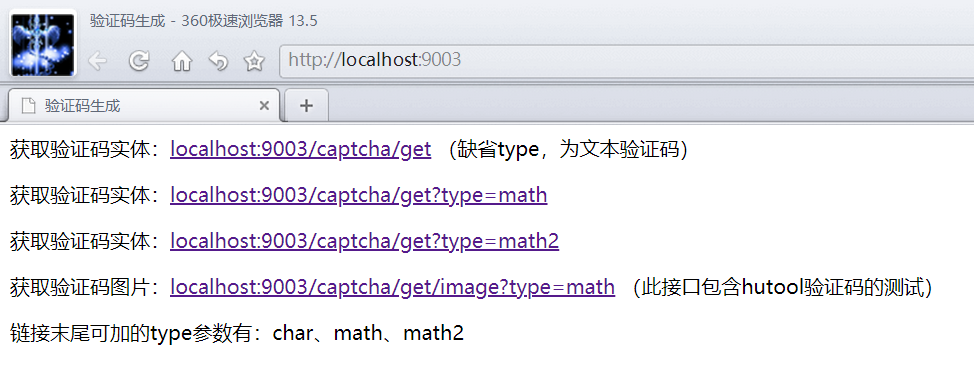 验证码生成 - 360极速浏览器 13.5
http://localhost:9003
验证码生成
获取验证码实体：localhost:9003/captcha/get （缺省type，为文本验证码）
获取验证码实体：localhost:9003/captcha/get?type=math
获取验证码实体：localhost:9003/captcha/get?type=math2
获取验证码图片：localhost:9003/captcha/get/image?type=math （此接口包含hutool验证码的测试）
链接末尾可加的type参数有：char、math、math2